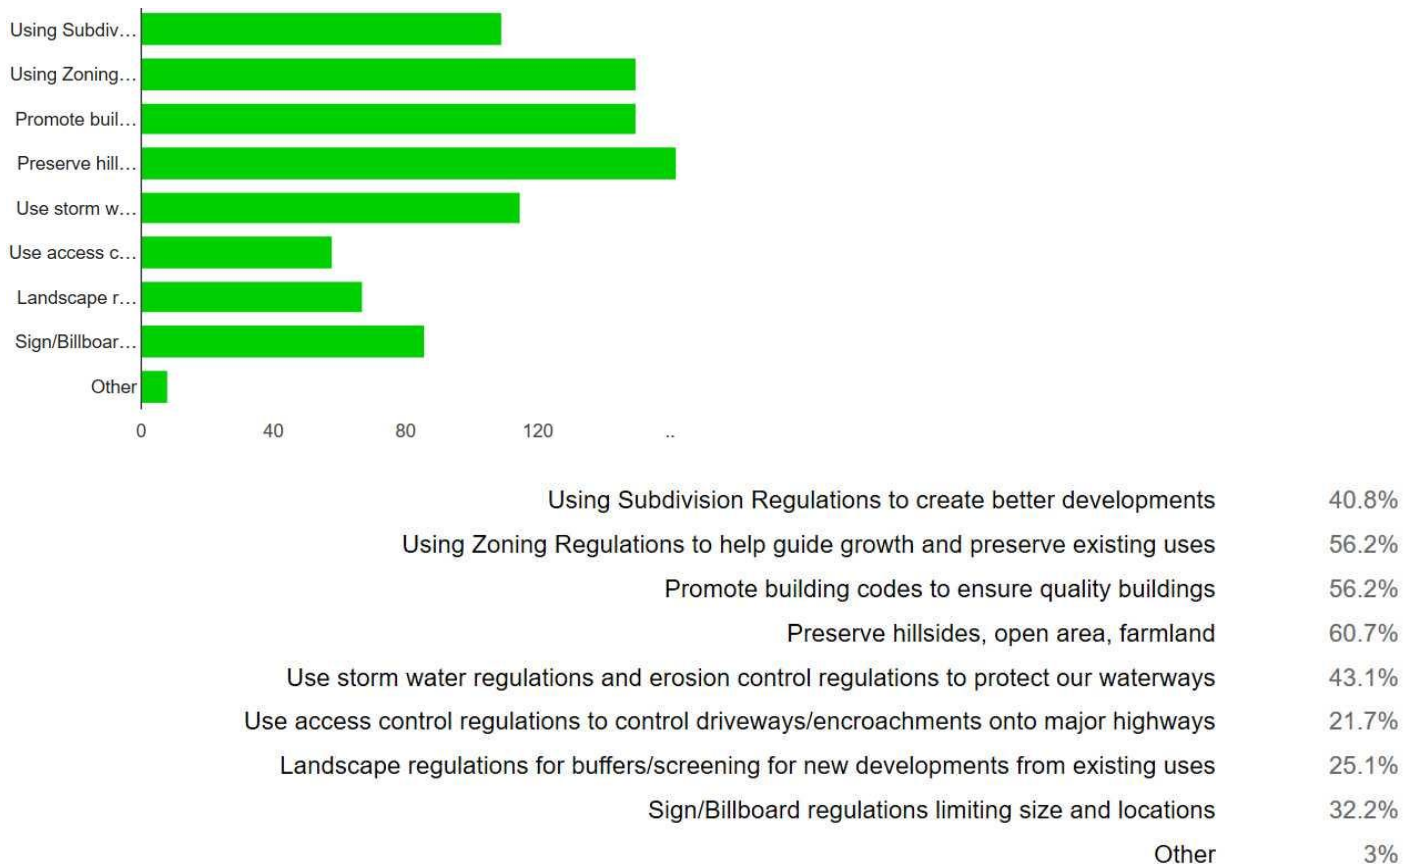 Using Subdiv…
Using Zoning…
Promote buil…
Preserve hill…
Use storm w…
Use access c…
Landscape r…
Sign/Billboar…
Other
0 40 80 120 ..
Using Subdivision Regulations to create better developments 40.8%
Using Zoning Regulations to help guide growth and preserve existing uses 56.2%
Promote building codes to ensure quality buildings 56.2%
Preserve hillsides, open area, farmland 60.7%
Use storm water regulations and erosion control regulations to protect our waterways 43.1%
Use access control regulations to control driveways/encroachments onto major highways 21.7%
Landscape regulations for buffers/screening for new developments from existing uses 25.1%
Sign/Billboard regulations limiting size and locations 32.2%
Other 3%